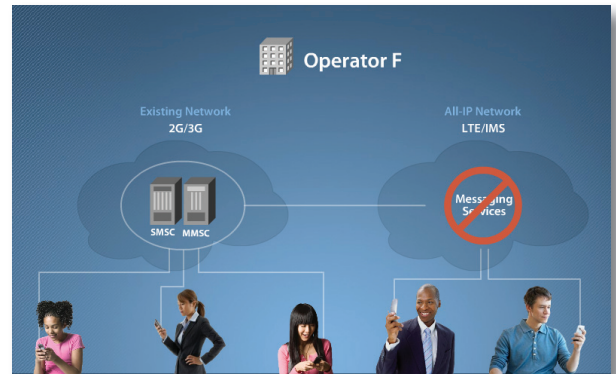 Operator F
Existing Network
2G/3G
All-IP Network
LTE/IMS
SMSC MMSC
Messaging
Services